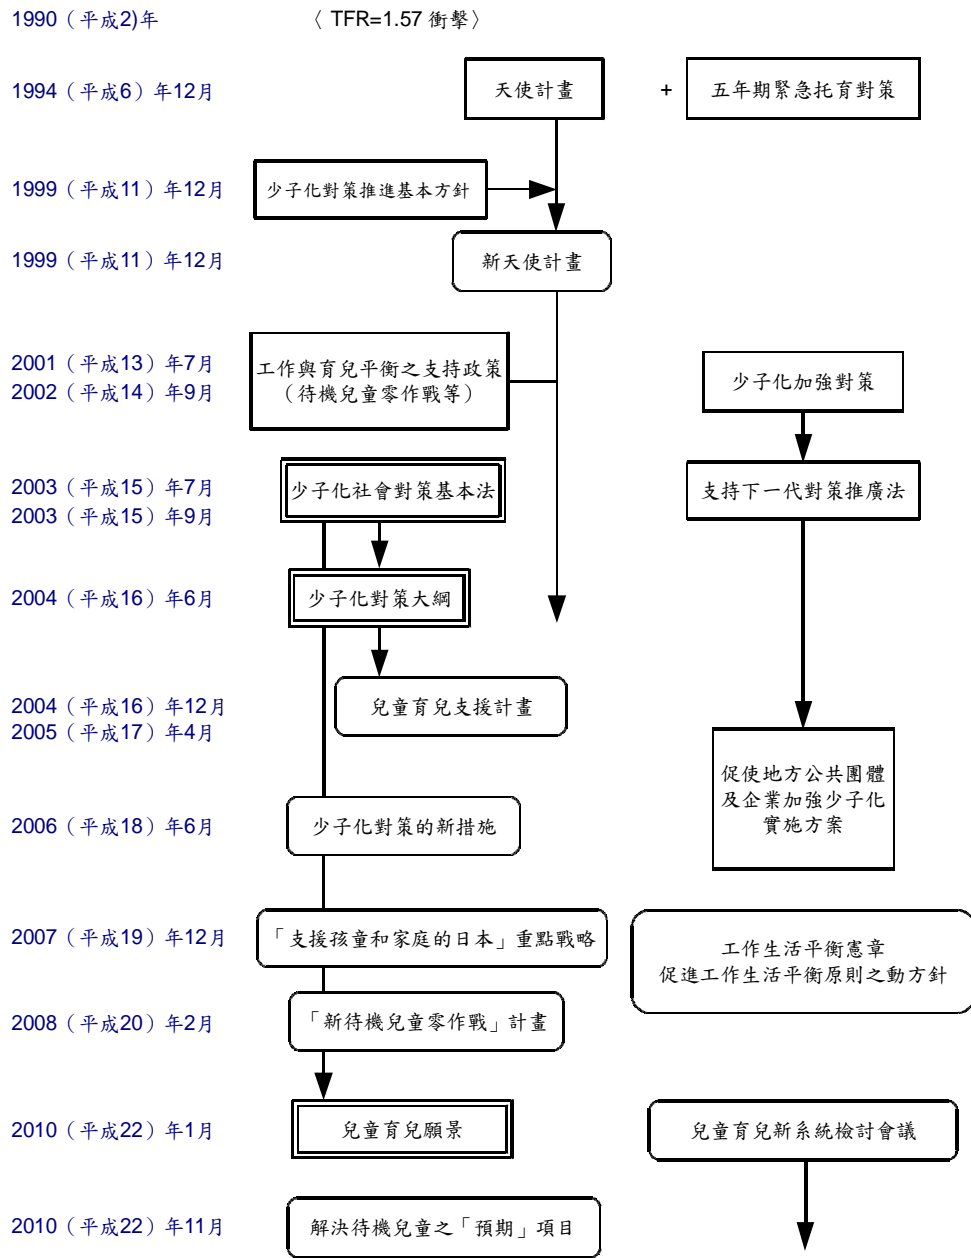 1990（平成2)年 〈 TFR=1.57 衝擊〉
1994（平成6）年12月 天使計畫 + 五年期緊急托育對策
1999（平成11）年12月 少子化對策推進基本方針
1999（平成11）年12月 新天使計畫
2001（平成13）年7月
2002（平成14）年9月
工作與育兒平衡之支持政策
（待機兒童零作戰等）
少子化加強對策
2003（平成15）年7月
2003（平成15）年9月
少子化社會對策基本法
支持下一代對策推廣法
2004（平成16）年6月 少子化對策大綱
2004（平成16）年12月
2005（平成17）年4月
兒童育兒支援計畫
促使地方公共團體
及企業加強少子化
實施方案
2006（平成18）年6月 少子化對策的新措施
2007（平成19）年12月 「支援孩童和家庭的日本」重點戰略
工作生活平衡憲章
促進工作生活平衡原則之動方針
2008（平成20）年2月 「新待機兒童零作戰」計畫
2010（平成22）年1月 兒童育兒願景 兒童育兒新系統檢討會議
2010（平成22）年11月 解決待機兒童之「預期」項目